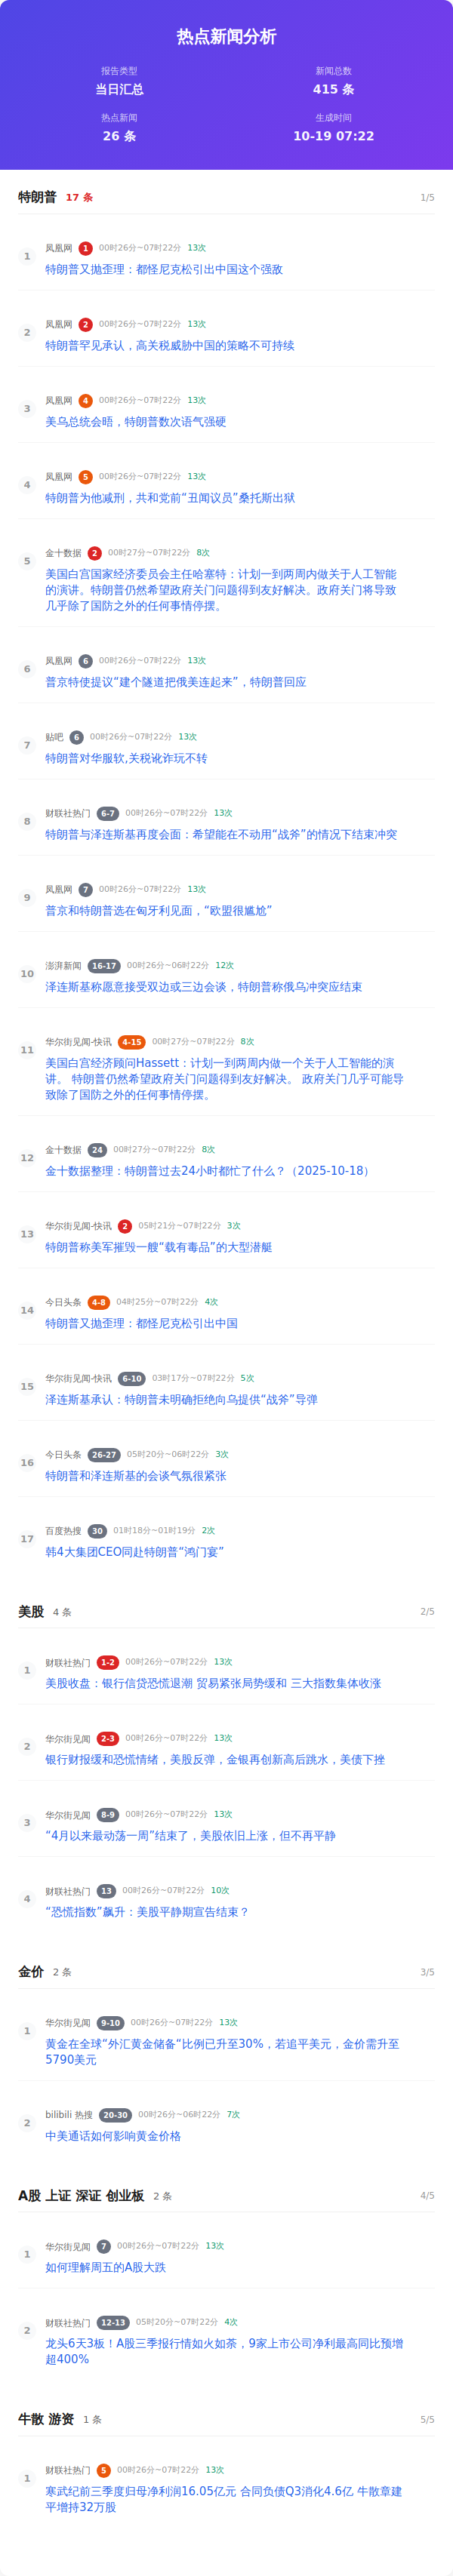 热点新闻分析
报告类型
新闻总数
当日汇总
415 条
热点新闻
生成时间
26 条
10-19 07:22
特朗普 17 条 1/5
1 凤凰网 1 00时26分~07时22分 13次
特朗普又抛歪理：都怪尼克松引出中国这个强敌
2 凤凰网 2 00时26分~07时22分 13次
特朗普罕见承认，高关税威胁中国的策略不可持续
3 凤凰网 4 00时26分~07时22分 13次
美乌总统会晤，特朗普数次语气强硬
4 凤凰网 5 00时26分~07时22分 13次
特朗普为他减刑，共和党前“丑闻议员”桑托斯出狱
5 金十数据 2 00时27分~07时22分 8次
美国白宫国家经济委员会主任哈塞特：计划一到两周内做关于人工智能
的演讲。特朗普仍然希望政府关门问题得到友好解决。政府关门将导致
几乎除了国防之外的任何事情停摆。
6 凤凰网 6 00时26分~07时22分 13次
普京特使提议“建个隧道把俄美连起来”，特朗普回应
7 贴吧 6 00时26分~07时22分 13次
特朗普对华服软,关税讹诈玩不转
8 财联社热门 6-7 00时26分~07时22分 13次
特朗普与泽连斯基再度会面：希望能在不动用“战斧”的情况下结束冲突
9 凤凰网 7 00时26分~07时22分 13次
普京和特朗普选在匈牙利见面，“欧盟很尴尬”
10 澎湃新闻 16-17 00时26分~06时22分 12次
泽连斯基称愿意接受双边或三边会谈，特朗普称俄乌冲突应结束
11 华尔街见闻-快讯 4-15 00时27分~07时22分 8次
美国白宫经济顾问Hassett：计划一到两周内做一个关于人工智能的演
讲。 特朗普仍然希望政府关门问题得到友好解决。 政府关门几乎可能导
致除了国防之外的任何事情停摆。
12 金十数据 24 00时27分~07时22分 8次
金十数据整理：特朗普过去24小时都忙了什么？（2025-10-18）
13 华尔街见闻-快讯 2 05时21分~07时22分 3次
特朗普称美军摧毁一艘“载有毒品”的大型潜艇
14 今日头条 4-8 04时25分~07时22分 4次
特朗普又抛歪理：都怪尼克松引出中国
15 华尔街见闻-快讯 6-10 03时17分~07时22分 5次
泽连斯基承认：特朗普未明确拒绝向乌提供“战斧”导弹
16 今日头条 26-27 05时20分~06时22分 3次
特朗普和泽连斯基的会谈气氛很紧张
17 百度热搜 30 01时18分~01时19分 2次
韩4大集团CEO同赴特朗普“鸿门宴”
美股 4 条 2/5
1 财联社热门 1-2 00时26分~07时22分 13次
美股收盘：银行信贷恐慌退潮 贸易紧张局势缓和 三大指数集体收涨
2 华尔街见闻 2-3 00时26分~07时22分 13次
银行财报缓和恐慌情绪，美股反弹，金银再创新高后跳水，美债下挫
3 华尔街见闻 8-9 00时26分~07时22分 13次
“4月以来最动荡一周”结束了，美股依旧上涨，但不再平静
4 财联社热门 13 00时26分~07时22分 10次
“恐慌指数”飙升：美股平静期宣告结束？
金价 2 条 3/5
1 华尔街见闻 9-10 00时26分~07时22分 13次
黄金在全球“外汇黄金储备“比例已升至30%，若追平美元，金价需升至
5790美元
2 bilibili 热搜 20-30 00时26分~06时22分 7次
中美通话如何影响黄金价格
A股 上证 深证 创业板 2 条 4/5
1 华尔街见闻 7 00时26分~07时22分 13次
如何理解周五的A股大跌
2 财联社热门 12-13 05时20分~07时22分 4次
龙头6天3板！A股三季报行情如火如荼，9家上市公司净利最高同比预增
超400%
牛散 游资 1 条 5/5
1 财联社热门 5 00时26分~07时22分 13次
寒武纪前三季度归母净利润16.05亿元 合同负债Q3消化4.6亿 牛散章建
平增持32万股